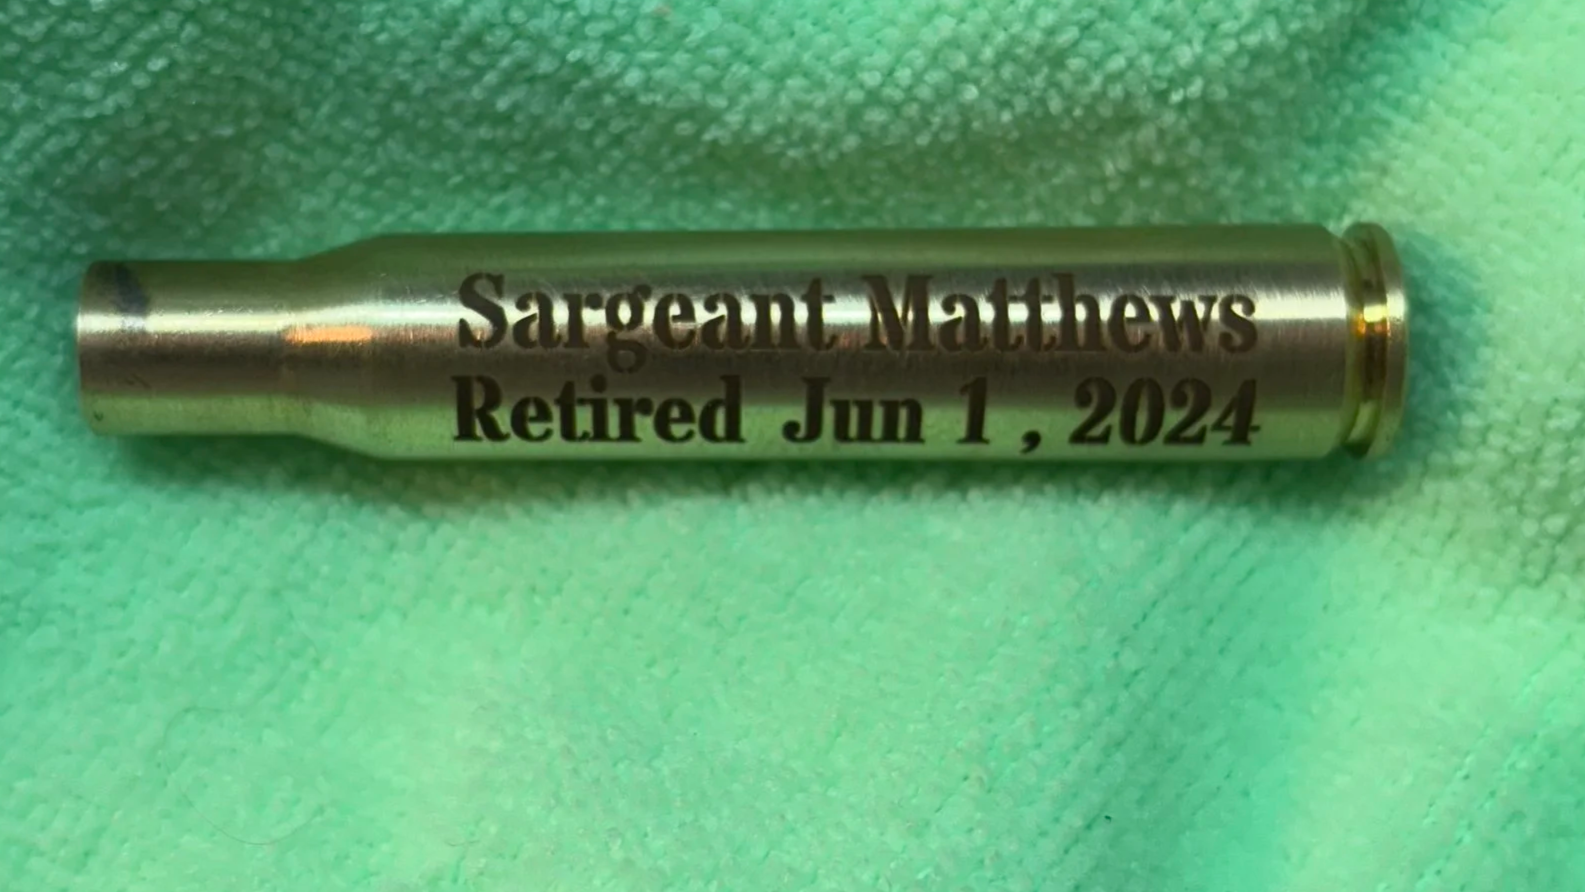 Sargeant Matthews
Retired Jun 1 , 2024